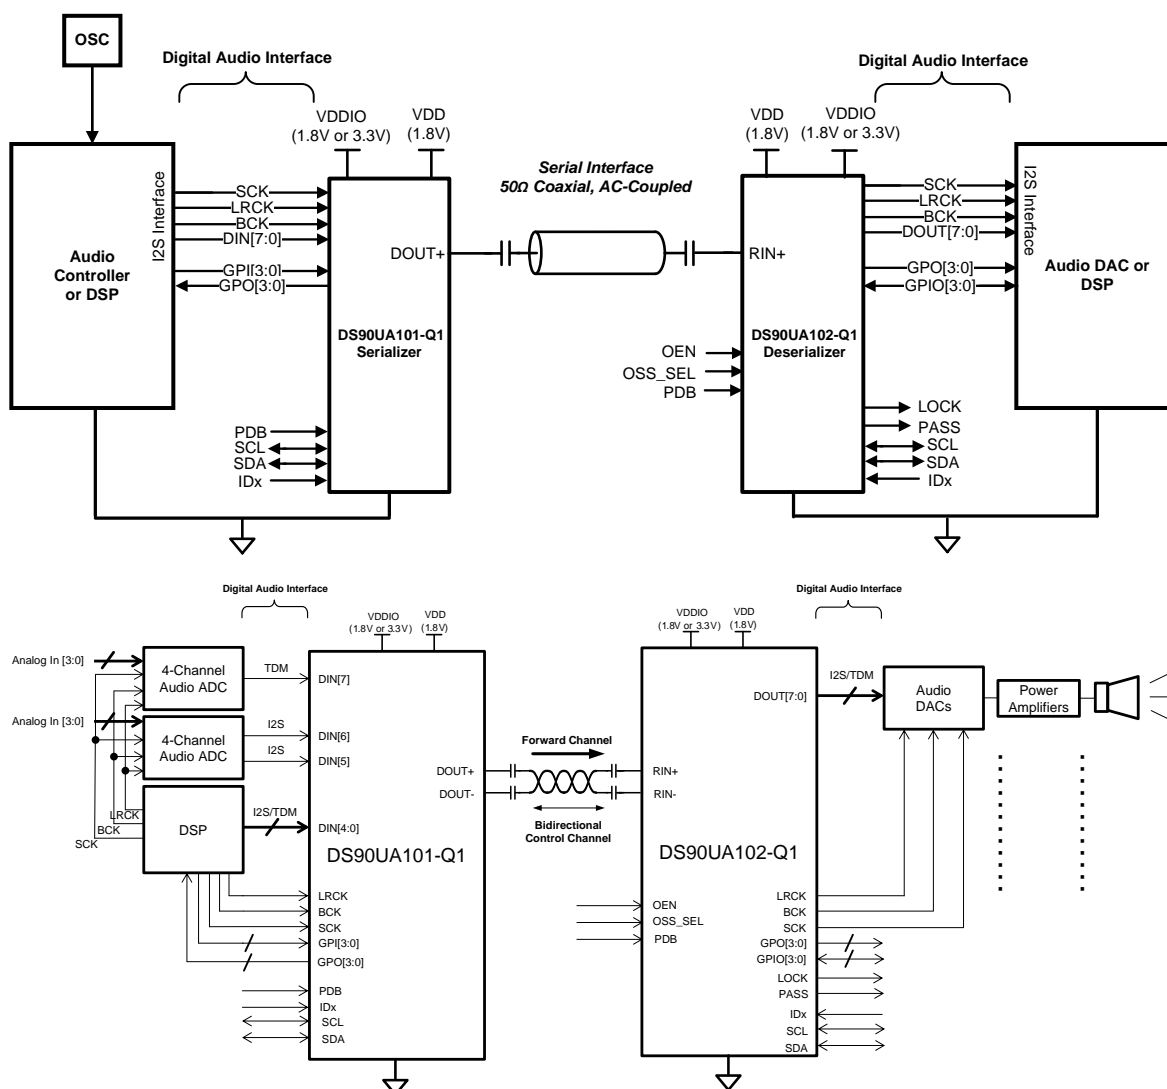 OSC
Digital Audio Interface
Digital Audio Interface
VDDIO
(1.8V or 3.3V)
VDD
(1.8V)
VDD
(1.8V)
VDDIO
(1.8V or 3.3V)
Serial Interface
50Ω Coaxial, AC-Coupled
Audio
Controller
or DSP
I2S Interface
SCK
LRCK
BCK
DIN[7:0]
GPI[3:0]
GPO[3:0]
DOUT+
DS90UA101-Q1
Serializer
PDB
SCL
SDA
IDx
RIN+
DS90UA102-Q1
Deserializer
OEN
OSS_SEL
PDB
SCK
LRCK
BCK
DOUT[7:0]
GPO[3:0]
GPIO[3:0]
LOCK
PASS
SCL
SDA
IDx
I2S Interface
Audio DAC or
DSP
Digital Audio Interface
Digital Audio Interface
VDDIO
(1.8V or 3.3V)
VDD
(1.8V)
VDDIO
(1.8V or 3.3V)
VDD
(1.8V)
Analog In [3:0]
4-Channel
Audio ADC
TDM
DIN[7]
Analog In [3:0]
4-Channel
Audio ADC
I2S
DIN[6]
I2S
DIN[5]
LRCK
BCK
SCK
DSP
I2S/TDM
DIN[4:0]
DS90UA101-Q1
LRCK
BCK
SCK
GPI[3:0]
GPO[3:0]
PDB
IDx
SCL
SDA
DOUT+
DOUT-
Forward Channel
Bidirectional
Control Channel
RIN+
RIN-
DS90UA102-Q1
OEN
OSS_SEL
PDB
DOUT[7:0]
I2S/TDM
Audio
DACs
Power
Amplifiers
LRCK
BCK
SCK
GPO[3:0]
GPIO[3:0]
LOCK
PASS
IDx
SCL
SDA